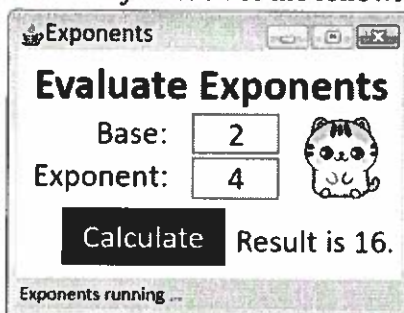 Exponents
Evaluate Exponents
Base: 2
Exponent: 4
Calculate Result is 16.
Exponents running ...